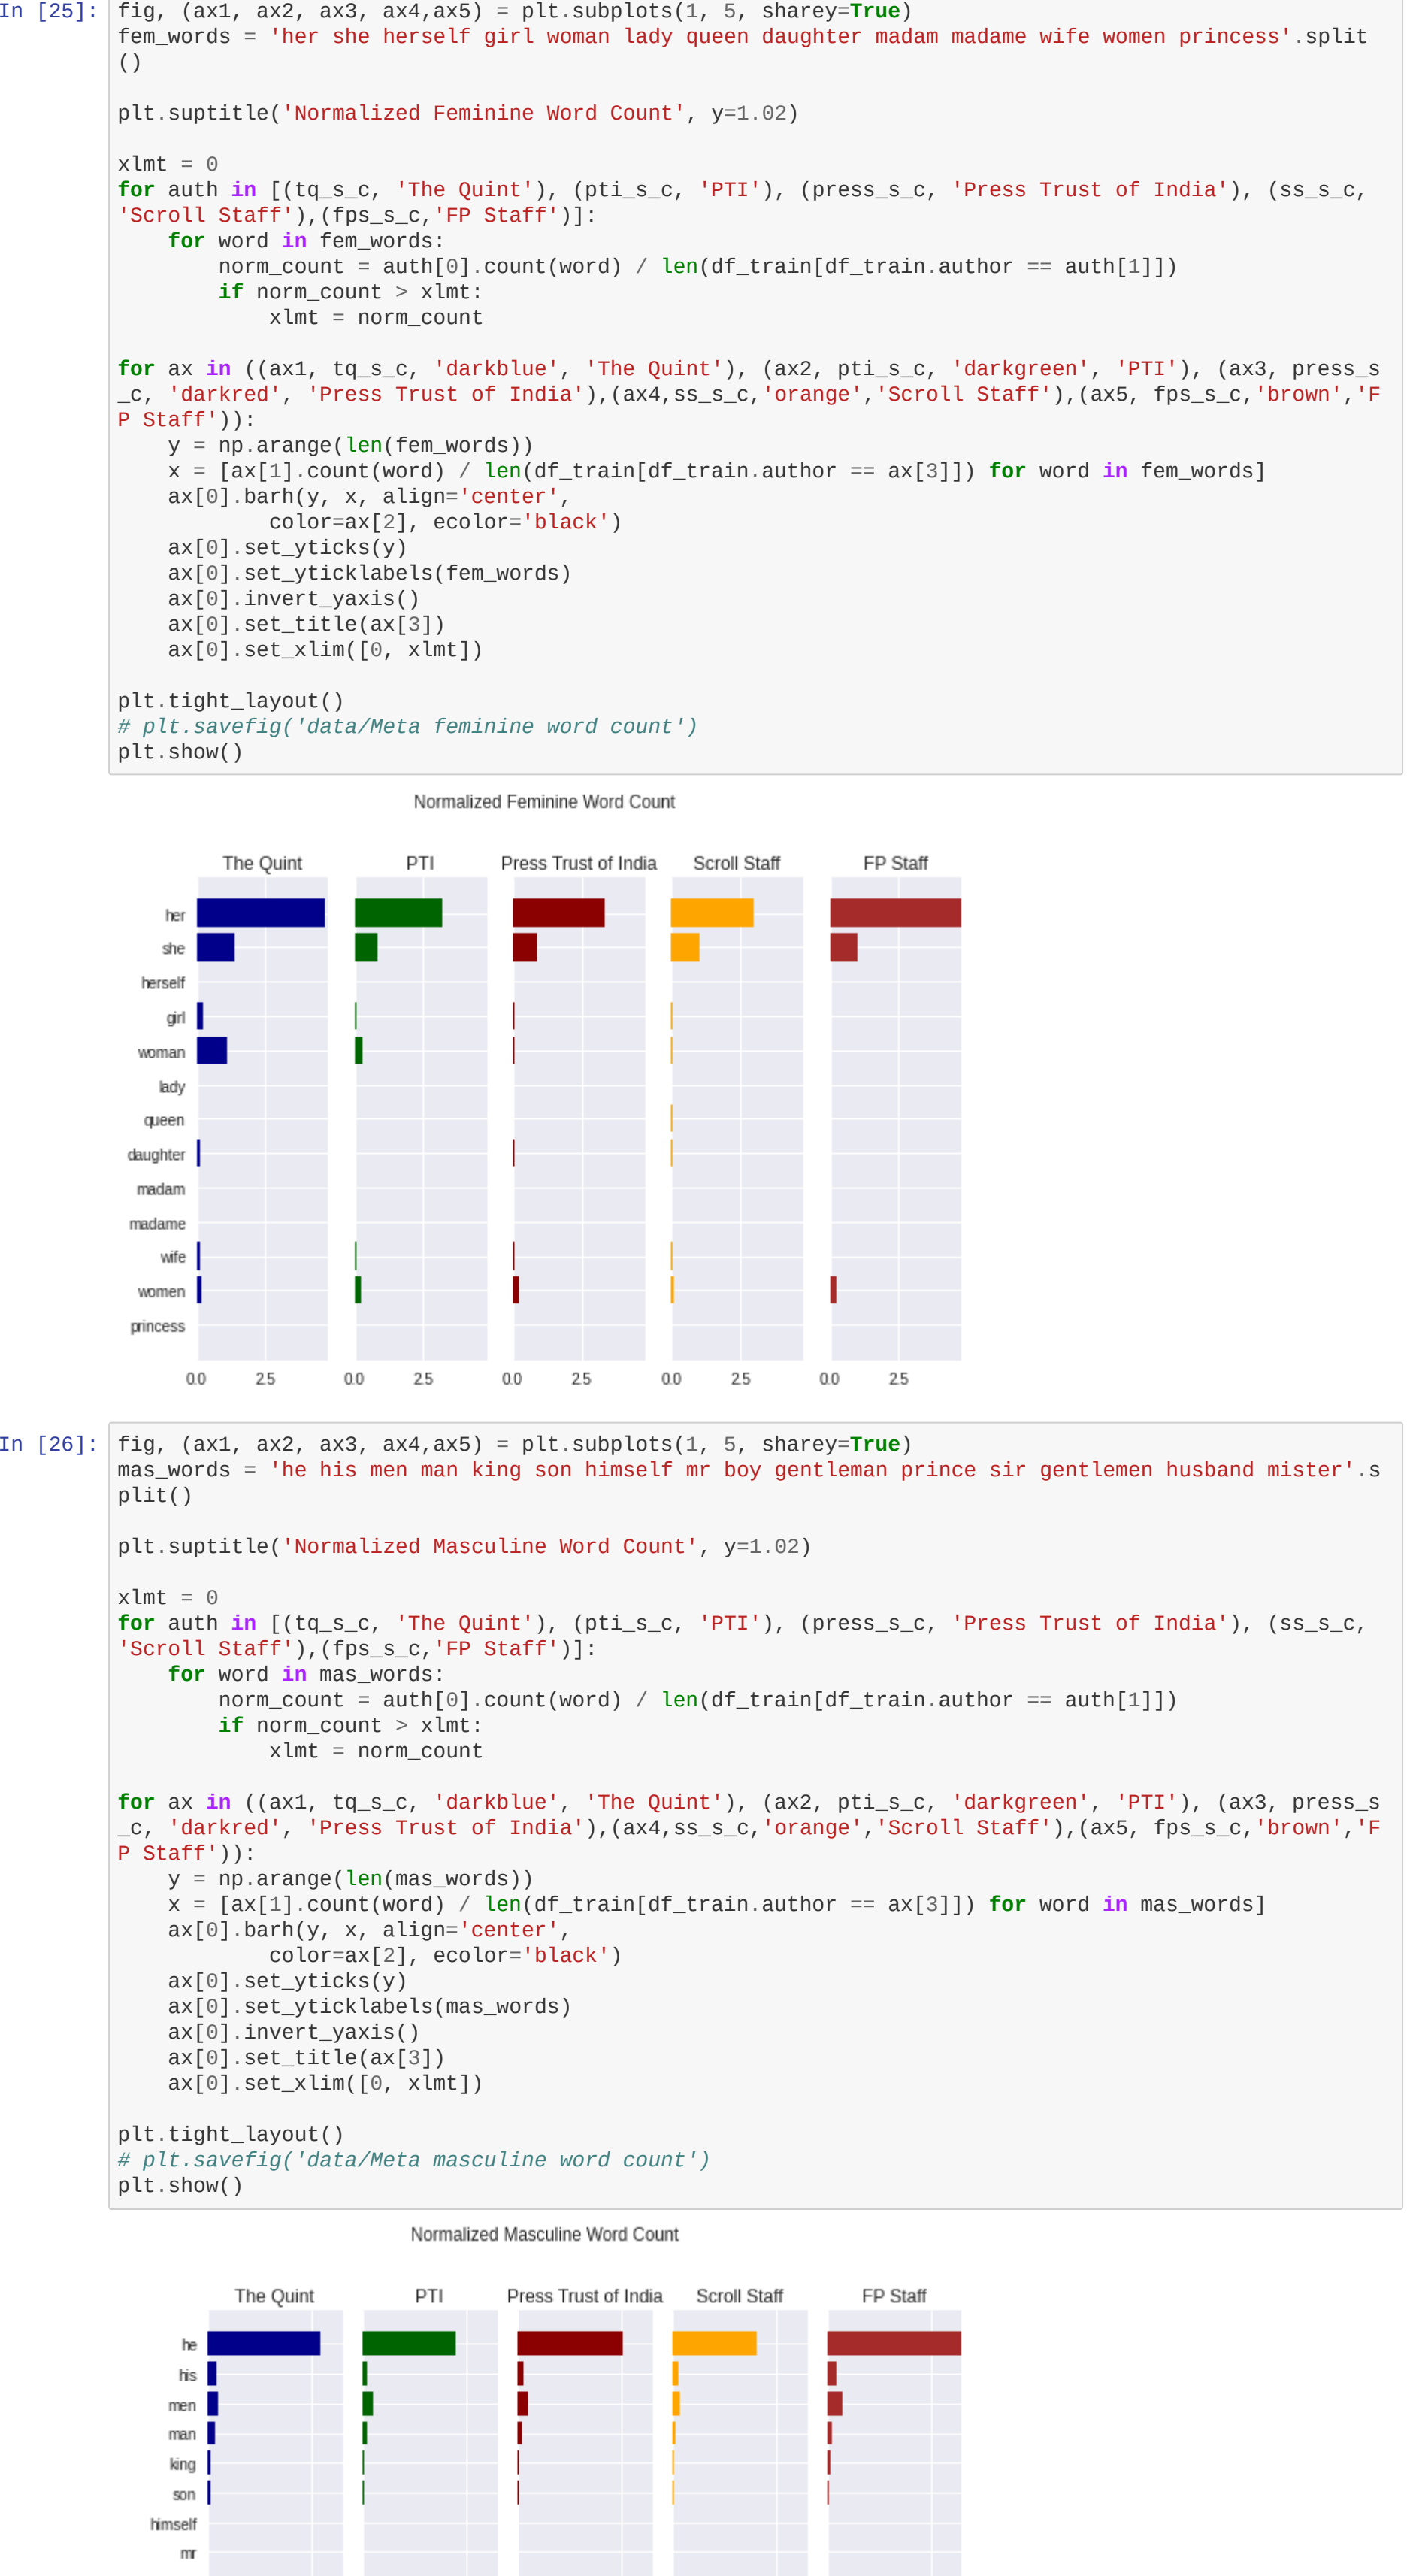 In [25]:
fig, (ax1, ax2, ax3, ax4,ax5) = plt.subplots(1, 5, sharey=True)
fem_words = 'her she herself girl woman lady queen daughter madam madame wife women princess'.split
()
plt.suptitle('Normalized Feminine Word Count', y=1.02)
xlmt = 0
for auth in [(tq_s_c, 'The Quint'), (pti_s_c, 'PTI'), (press_s_c, 'Press Trust of India'), (ss_s_c,
'Scroll Staff'),(fps_s_c,'FP Staff')]:
    for word in fem_words:
        norm_count = auth[0].count(word) / len(df_train[df_train.author == auth[1]])
        if norm_count > xlmt:
            xlmt = norm_count
for ax in ((ax1, tq_s_c, 'darkblue', 'The Quint'), (ax2, pti_s_c, 'darkgreen', 'PTI'), (ax3, press_s
_c, 'darkred', 'Press Trust of India'),(ax4,ss_s_c,'orange','Scroll Staff'),(ax5, fps_s_c,'brown','F
P Staff')):
    y = np.arange(len(fem_words))
    x = [ax[1].count(word) / len(df_train[df_train.author == ax[3]]) for word in fem_words]
    ax[0].barh(y, x, align='center',
            color=ax[2], ecolor='black')
    ax[0].set_yticks(y)
    ax[0].set_yticklabels(fem_words)
    ax[0].invert_yaxis()
    ax[0].set_title(ax[3])
    ax[0].set_xlim([0, xlmt])
plt.tight_layout()
# plt.savefig('data/Meta feminine word count')
plt.show()
Normalized Feminine Word Count
The Quint PTI Press Trust of India Scroll Staff FP Staff
her
she
herself
girl
woman
lady
queen
daughter
madam
madame
wife
women
princess
0.0 2.5 0.0 2.5 0.0 2.5 0.0 2.5 0.0 2.5
In [26]:
fig, (ax1, ax2, ax3, ax4,ax5) = plt.subplots(1, 5, sharey=True)
mas_words = 'he his men man king son himself mr boy gentleman prince sir gentlemen husband mister'.s
plit()
plt.suptitle('Normalized Masculine Word Count', y=1.02)
xlmt = 0
for auth in [(tq_s_c, 'The Quint'), (pti_s_c, 'PTI'), (press_s_c, 'Press Trust of India'), (ss_s_c,
'Scroll Staff'),(fps_s_c,'FP Staff')]:
    for word in mas_words:
        norm_count = auth[0].count(word) / len(df_train[df_train.author == auth[1]])
        if norm_count > xlmt:
            xlmt = norm_count
for ax in ((ax1, tq_s_c, 'darkblue', 'The Quint'), (ax2, pti_s_c, 'darkgreen', 'PTI'), (ax3, press_s
_c, 'darkred', 'Press Trust of India'),(ax4,ss_s_c,'orange','Scroll Staff'),(ax5, fps_s_c,'brown','F
P Staff')):
    y = np.arange(len(mas_words))
    x = [ax[1].count(word) / len(df_train[df_train.author == ax[3]]) for word in mas_words]
    ax[0].barh(y, x, align='center',
            color=ax[2], ecolor='black')
    ax[0].set_yticks(y)
    ax[0].set_yticklabels(mas_words)
    ax[0].invert_yaxis()
    ax[0].set_title(ax[3])
    ax[0].set_xlim([0, xlmt])
plt.tight_layout()
# plt.savefig('data/Meta masculine word count')
plt.show()
Normalized Masculine Word Count
The Quint PTI Press Trust of India Scroll Staff FP Staff
he
his
men
man
king
son
himself
mr